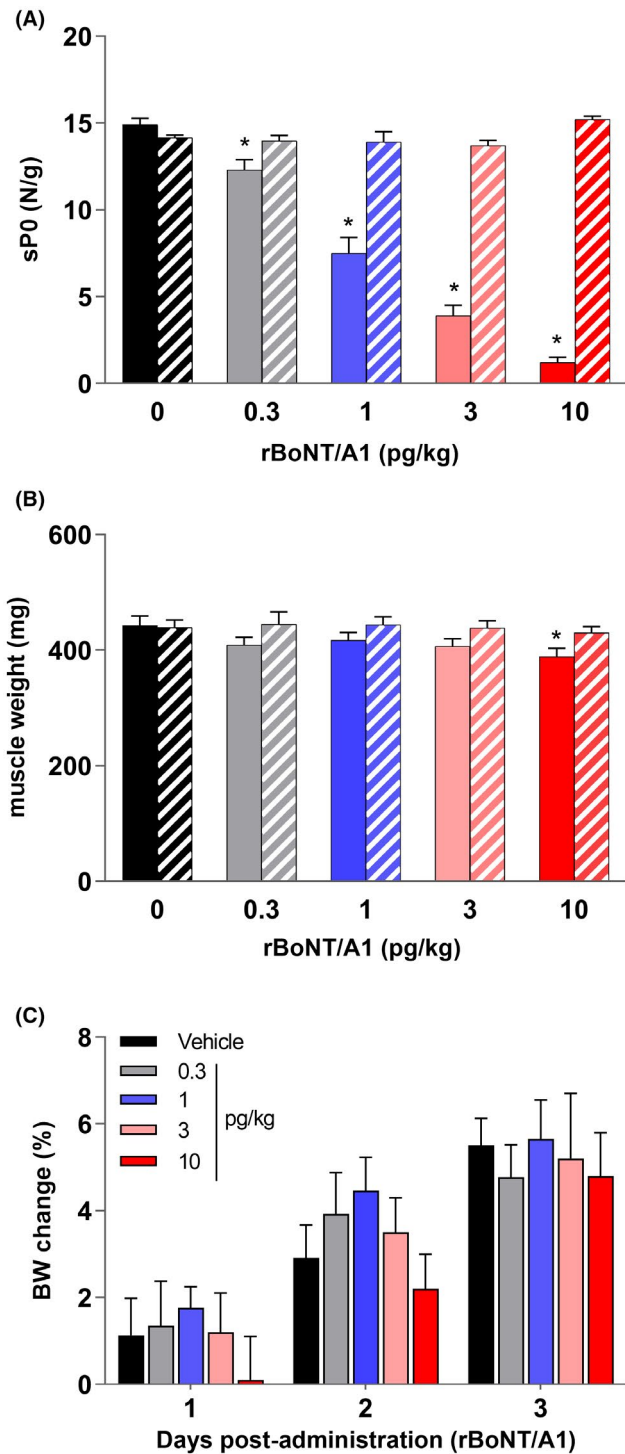 (A)
20
15
10
5
0
sP0 (N/g)
* * * *
0 0.3 1 3 10
rBoNT/A1 (pg/kg)
(B)
600
400
200
0
muscle weight (mg)
*
0 0.3 1 3 10
rBoNT/A1 (pg/kg)
(C)
8
6
4
2
0
BW change (%)
Vehicle
0.3
1
3
10
pg/kg
1 2 3
Days post-administration (rBoNT/A1)